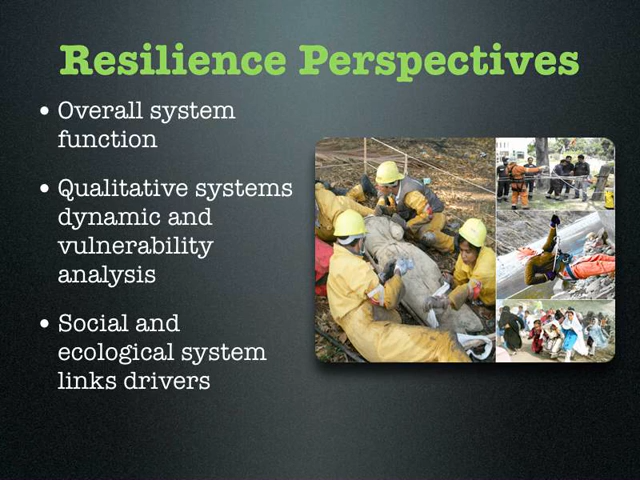 Resilience Perspectives
• Overall system
function
• Qualitative systems
dynamic and
vulnerability
analysis
• Social and
ecological system
links drivers